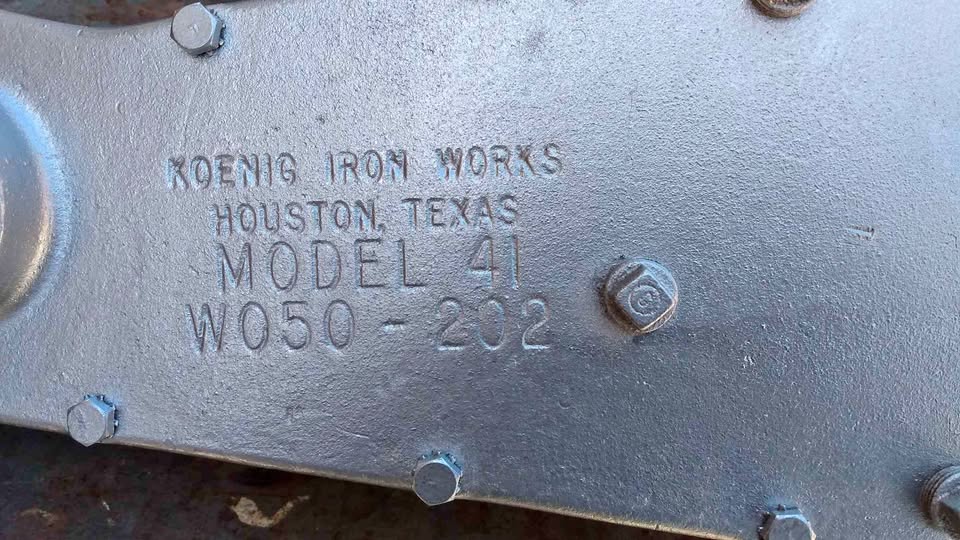 KOENIG IRON WORKS
HOUSTON, TEXAS
MODEL 41
W050-202